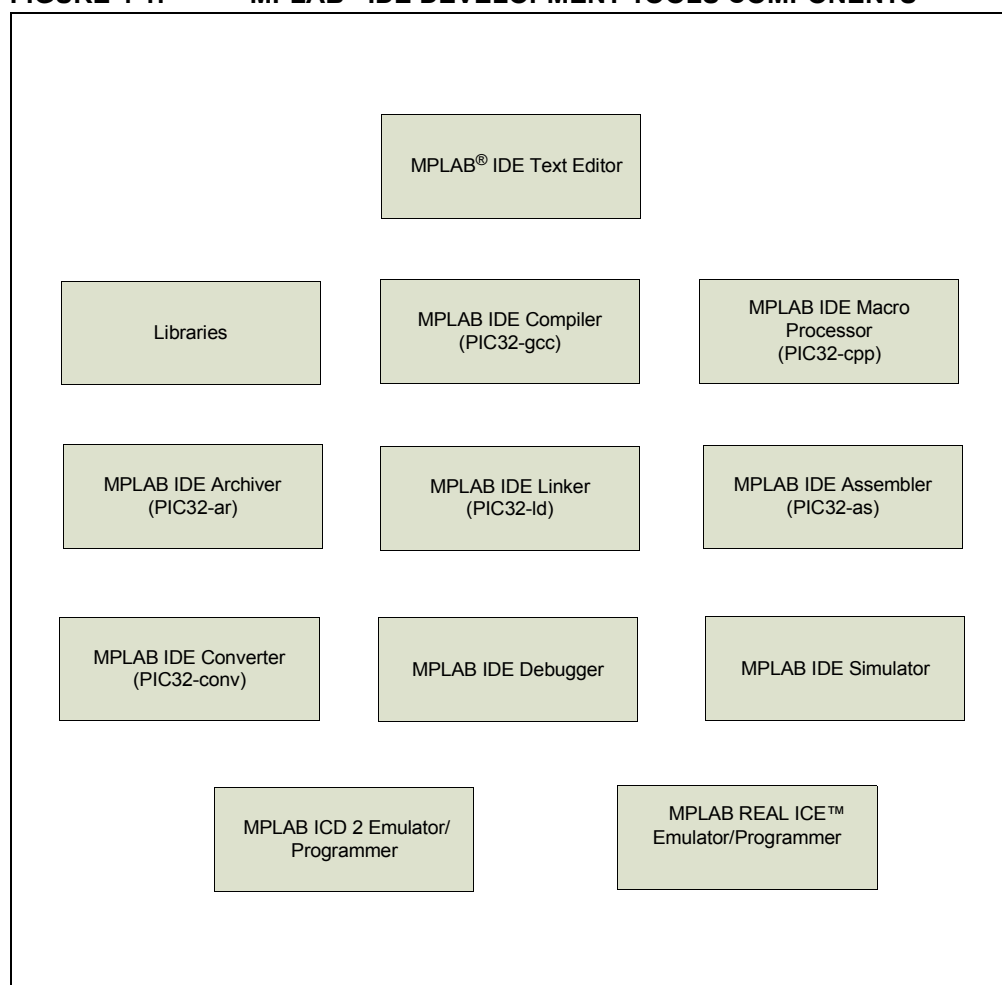 MPLAB® IDE Text Editor
Libraries
MPLAB IDE Compiler
(PIC32-gcc)
MPLAB IDE Macro
Processor
(PIC32-cpp)
MPLAB IDE Archiver
(PIC32-ar)
MPLAB IDE Linker
(PIC32-ld)
MPLAB IDE Assembler
(PIC32-as)
MPLAB IDE Converter
(PIC32-conv)
MPLAB IDE Debugger
MPLAB IDE Simulator
MPLAB ICD 2 Emulator/
Programmer
MPLAB REAL ICE™
Emulator/Programmer